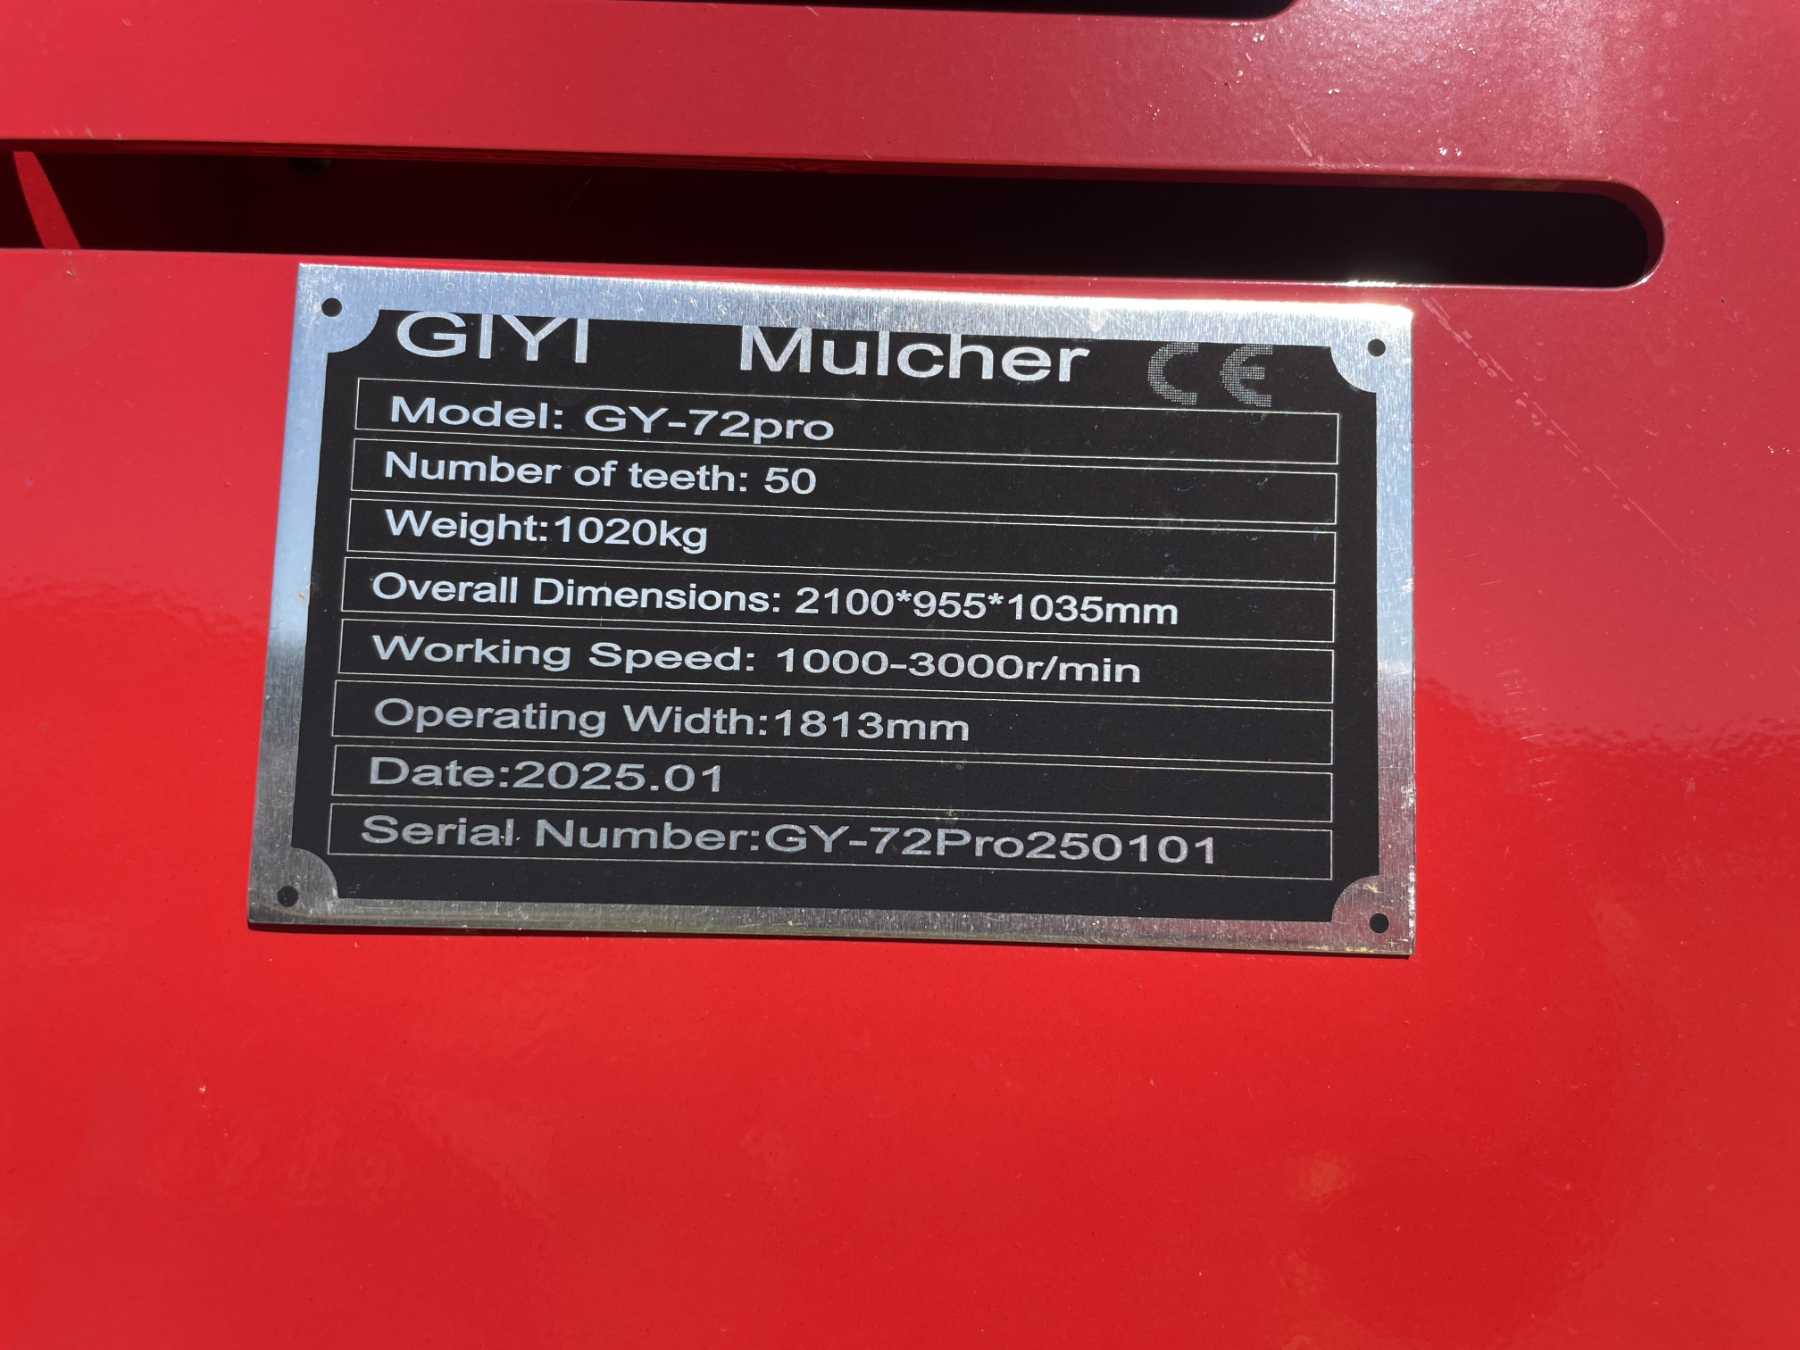 GIYI Mulcher CE
Model: GY-72pro
Number of teeth: 50
Weight:1020kg
Overall Dimensions: 2100*955*1035mm
Working Speed: 1000-3000r/min
Operating Width:1813mm
Date:2025.01
Serial Number:GY-72Pro250101